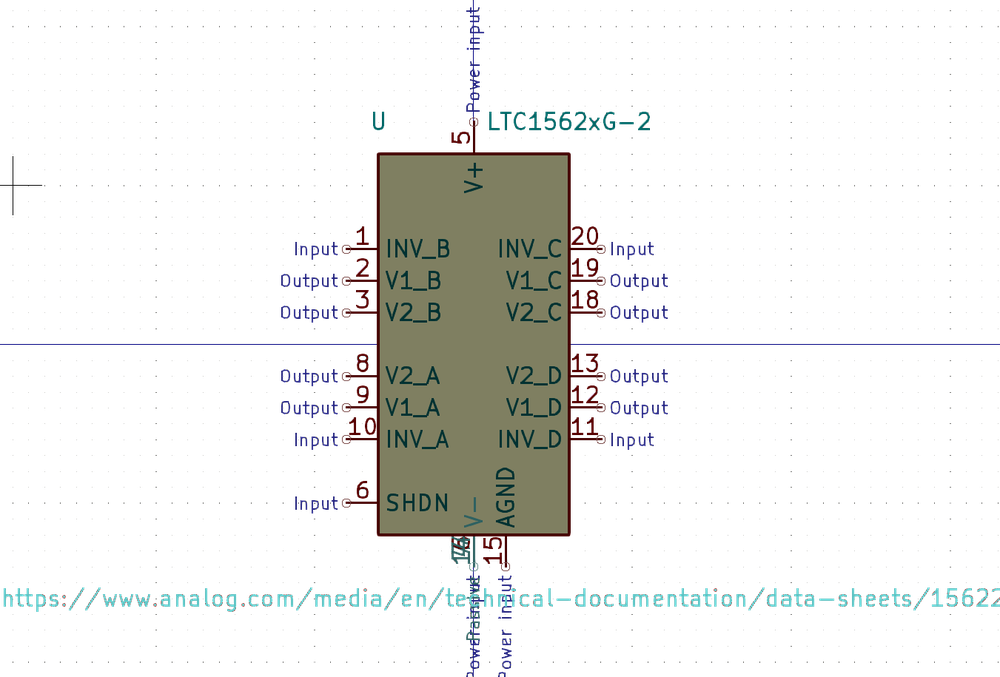 Power input
U LTC1562xG-2
5
V+
1 INV_B INV_C 20
Input Input
2 V1_B V1_C 19
Output Output
3 V2_B V2_C 18
Output Output
8 V2_A V2_D 13
Output Output
9 V1_A V1_D 12
Output Output
10 INV_A INV_D 11
Input Input
6 SHDN
Input
V- AGND
15
https://www.analog.com/media/en/technical-documentation/data-sheets/15622
Power input